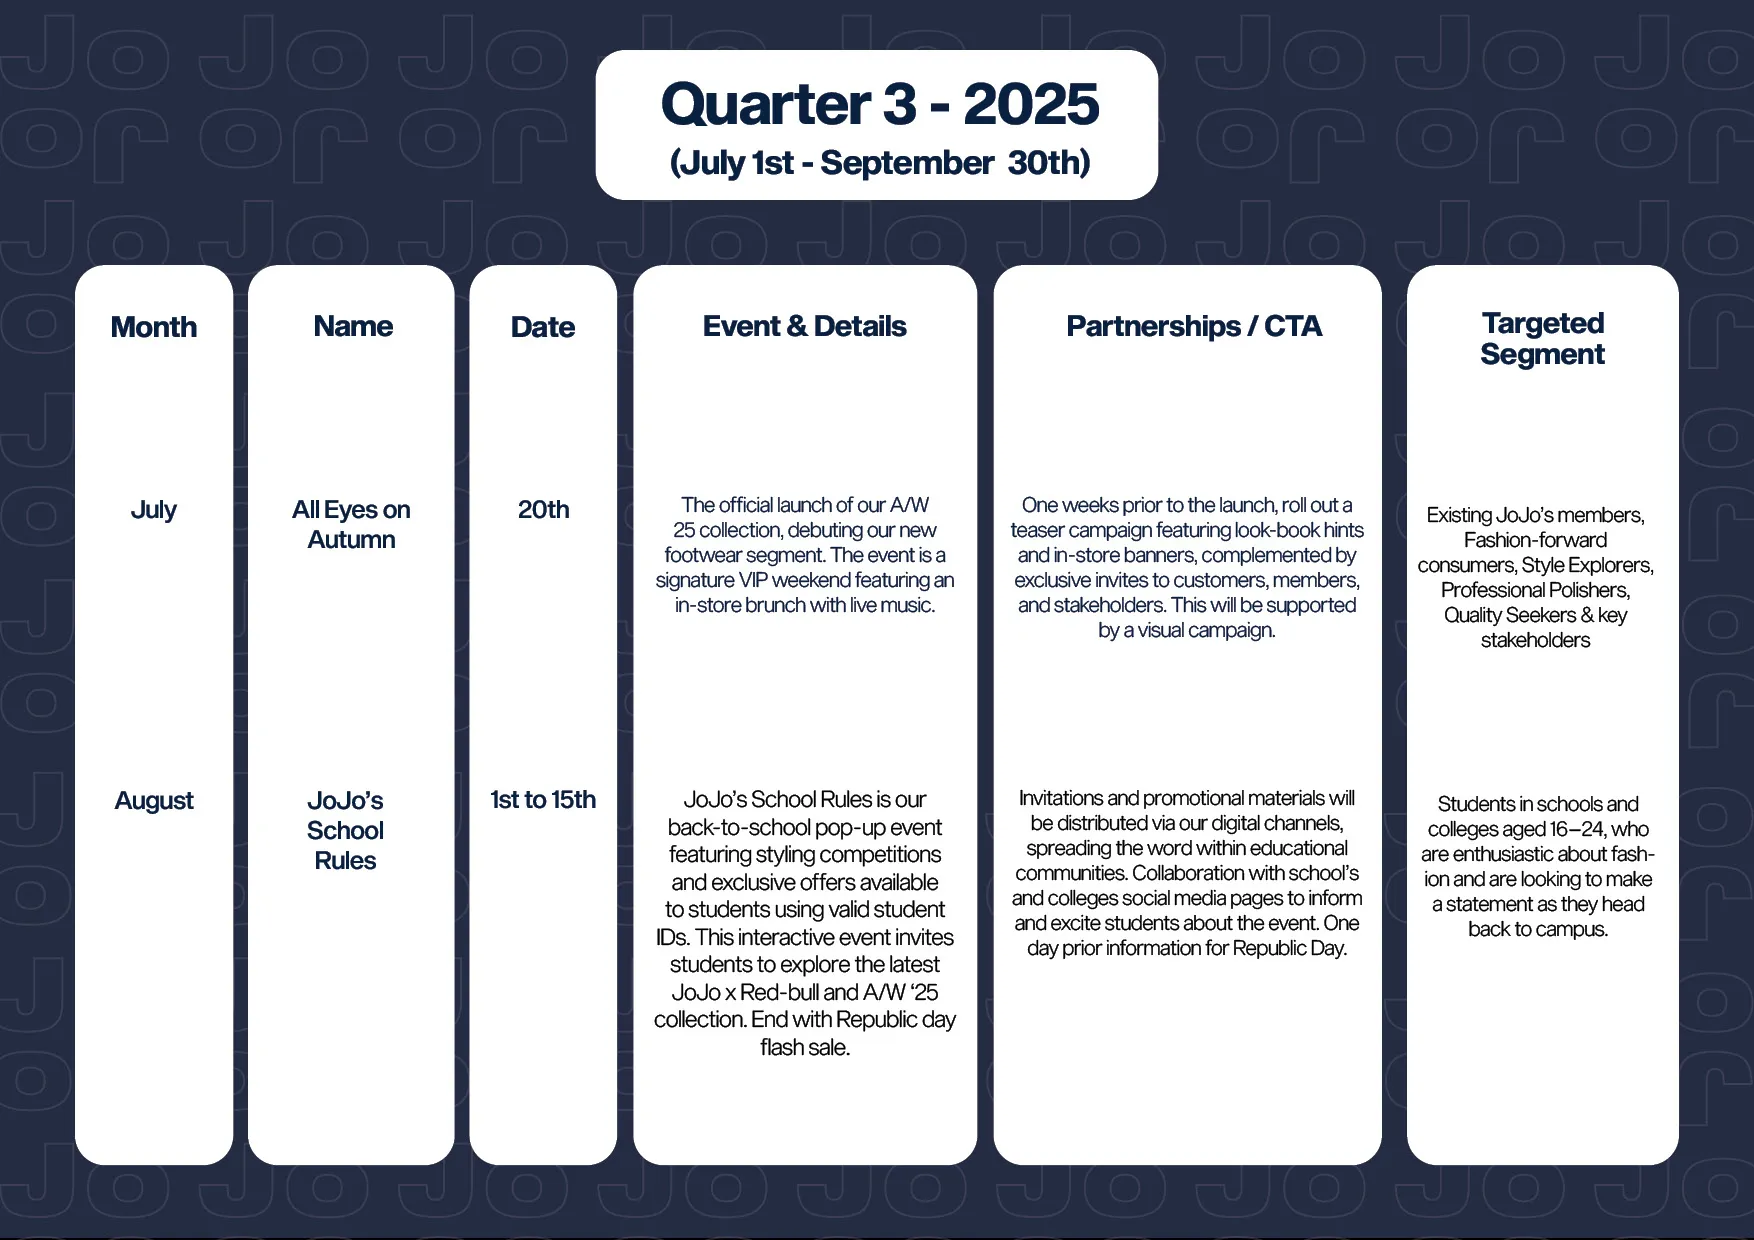 Quarter 3 - 2025
(July 1st - September 30th)
Month
Name
Date
Event & Details
Partnerships / CTA
Targeted
Segment
July
All Eyes on
Autumn
20th
The official launch of our A/W
25 collection, debuting our new
footwear segment. The event is a
signature VIP weekend featuring an
in-store brunch with live music.
One weeks prior to the launch, roll out a
teaser campaign featuring look-book hints
and in-store banners, complemented by
exclusive invites to customers, members,
and stakeholders. This will be supported
by a visual campaign.
Existing JoJo’s members,
Fashion-forward
consumers, Style Explorers,
Professional Polishers,
Quality Seekers & key
stakeholders
August
JoJo’s
School
Rules
1st to 15th
JoJo’s School Rules is our
back-to-school pop-up event
featuring styling competitions
and exclusive offers available
to students using valid student
IDs. This interactive event invites
students to explore the latest
JoJo x Red-bull and A/W ‘25
collection. End with Republic day
flash sale.
Invitations and promotional materials will
be distributed via our digital channels,
spreading the word within educational
communities. Collaboration with school’s
and colleges social media pages to inform
and excite students about the event. One
day prior information for Republic Day.
Students in schools and
colleges aged 16–24, who
are enthusiastic about fash-
ion and are looking to make
a statement as they head
back to campus.